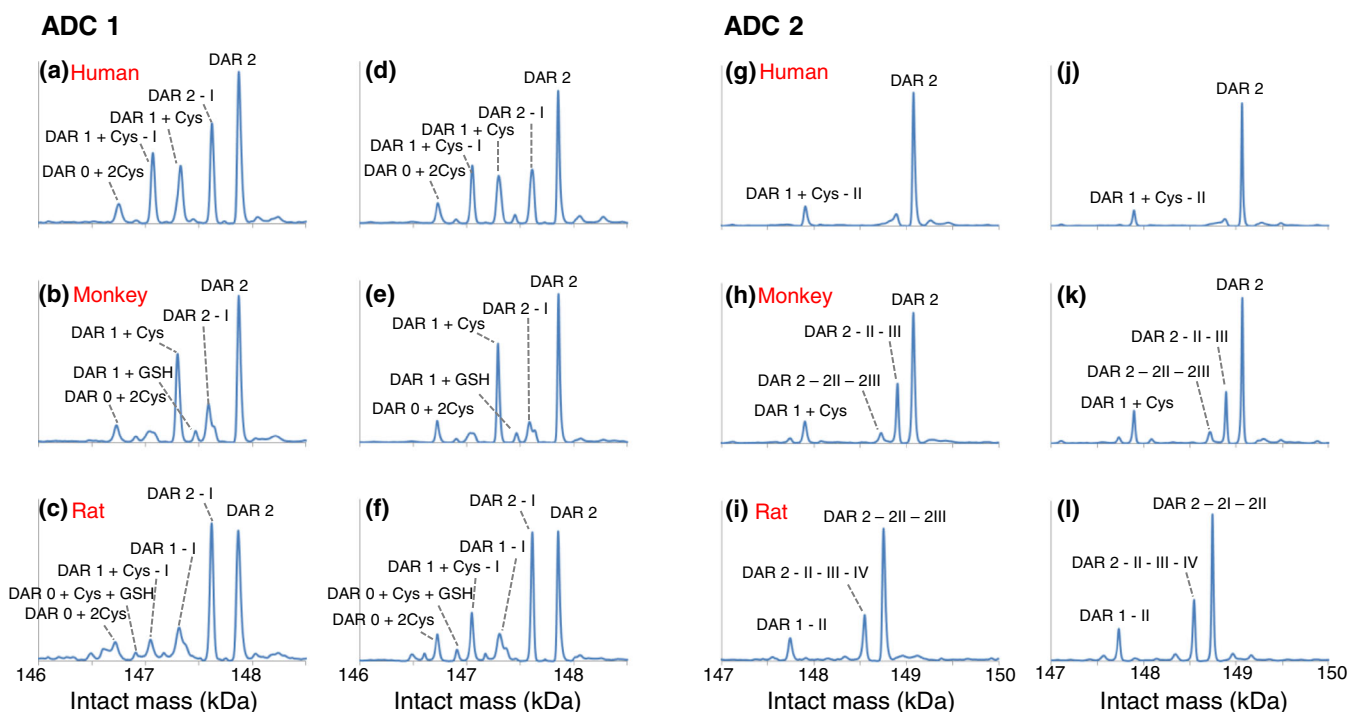 ADC 1
ADC 2
(a) Human
DAR 2
DAR 2 - I
DAR 1 + Cys
DAR 1 + Cys - I
DAR 0 + 2Cys
(d)
DAR 2
DAR 2 - I
DAR 1 + Cys
DAR 1 + Cys - I
DAR 0 + 2Cys
(g) Human
DAR 2
DAR 1 + Cys - II
(j)
DAR 2
DAR 1 + Cys - II
(b) Monkey
DAR 2
DAR 2 - I
DAR 1 + Cys
DAR 1 + GSH
DAR 0 + 2Cys
(e)
DAR 2
DAR 2 - I
DAR 1 + Cys
DAR 1 + GSH
DAR 0 + 2Cys
(h) Monkey
DAR 2
DAR 2 - II - III
DAR 2 – 2II – 2III
DAR 1 + Cys
(k)
DAR 2
DAR 2 - II - III
DAR 2 – 2II – 2III
DAR 1 + Cys
(c) Rat
DAR 2 - I
DAR 2
DAR 1 - I
DAR 1 + Cys - I
DAR 0 + Cys + GSH
DAR 0 + 2Cys
146 147 148
Intact mass (kDa)
(f)
DAR 2 - I
DAR 2
DAR 1 - I
DAR 1 + Cys - I
DAR 0 + Cys + GSH
DAR 0 + 2Cys
146 147 148
Intact mass (kDa)
(i) Rat
DAR 2 – 2II – 2III
DAR 2 - II - III - IV
DAR 1 - II
147 148 149 150
Intact mass (kDa)
(l)
DAR 2 – 2I – 2II
DAR 2 - II - III - IV
DAR 1 - II
147 148 149 150
Intact mass (kDa)